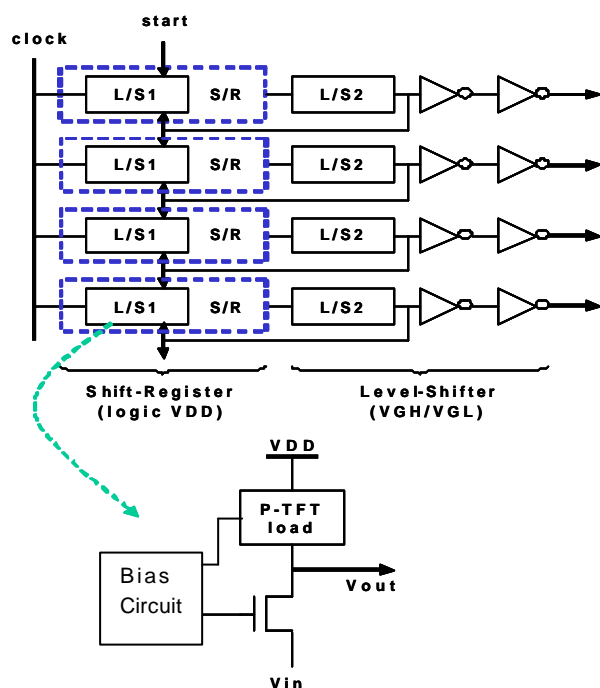 start
clock
L/S1 S/R L/S2
L/S1 S/R L/S2
L/S1 S/R L/S2
L/S1 S/R L/S2
Shift-Register Level-Shifter
(logic VDD) (VGH/VGL)
VDD
P-TFT
load
Bias
Circuit
Vout
Vin